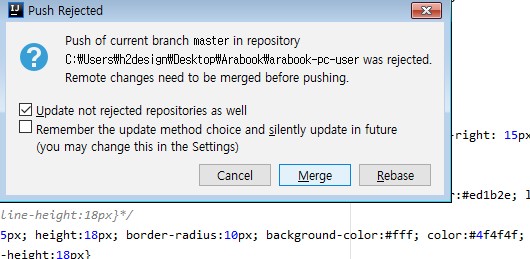 IJ Push Rejected
Push of current branch master in repository
C:₩Users₩h2design₩Desktop₩Arabook₩arabook-pc-user was rejected.
Remote changes need to be merged before pushing.
Update not rejected repositories as well
Remember the update method choice and silently update in future
(you may change this in the Settings)
-right: 15px
Cancel Merge Rebase
r:#ed1b2e; l
line-height:18px}*/
5px; height:18px; border-radius:10px; background-color:#fff; color:#4f4f4f;
-height:18px}